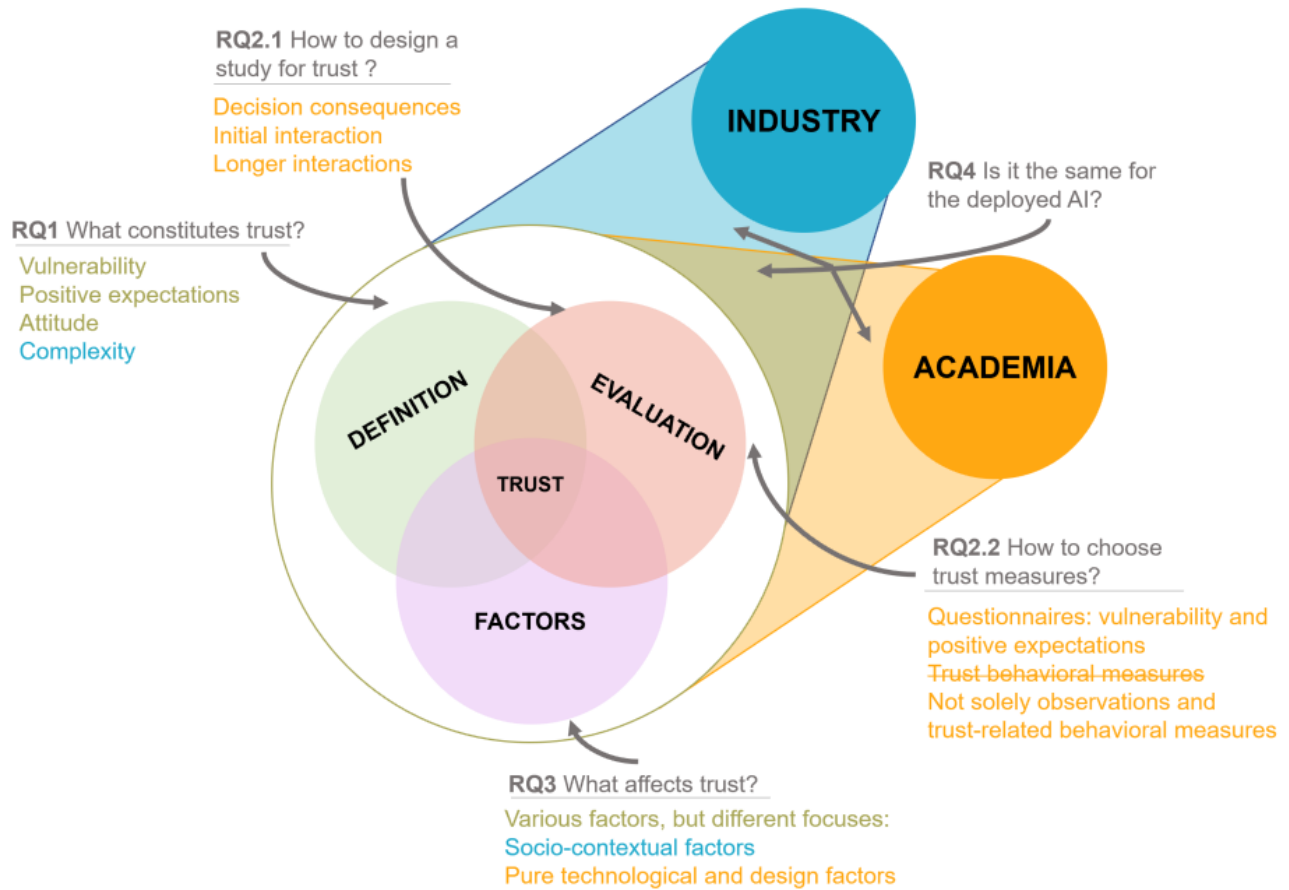 RQ2.1 How to design a
study for trust ?
Decision consequences
Initial interaction
Longer interactions
INDUSTRY
RQ4 Is it the same for
the deployed AI?
RQ1 What constitutes trust?
Vulnerability
Positive expectations
Attitude
Complexity
ACADEMIA
DEFINITION
EVALUATION
TRUST
FACTORS
RQ2.2 How to choose
trust measures?
Questionnaires: vulnerability and
positive expectations
Trust behavioral measures
Not solely observations and
trust-related behavioral measures
RQ3 What affects trust?
Various factors, but different focuses:
Socio-contextual factors
Pure technological and design factors